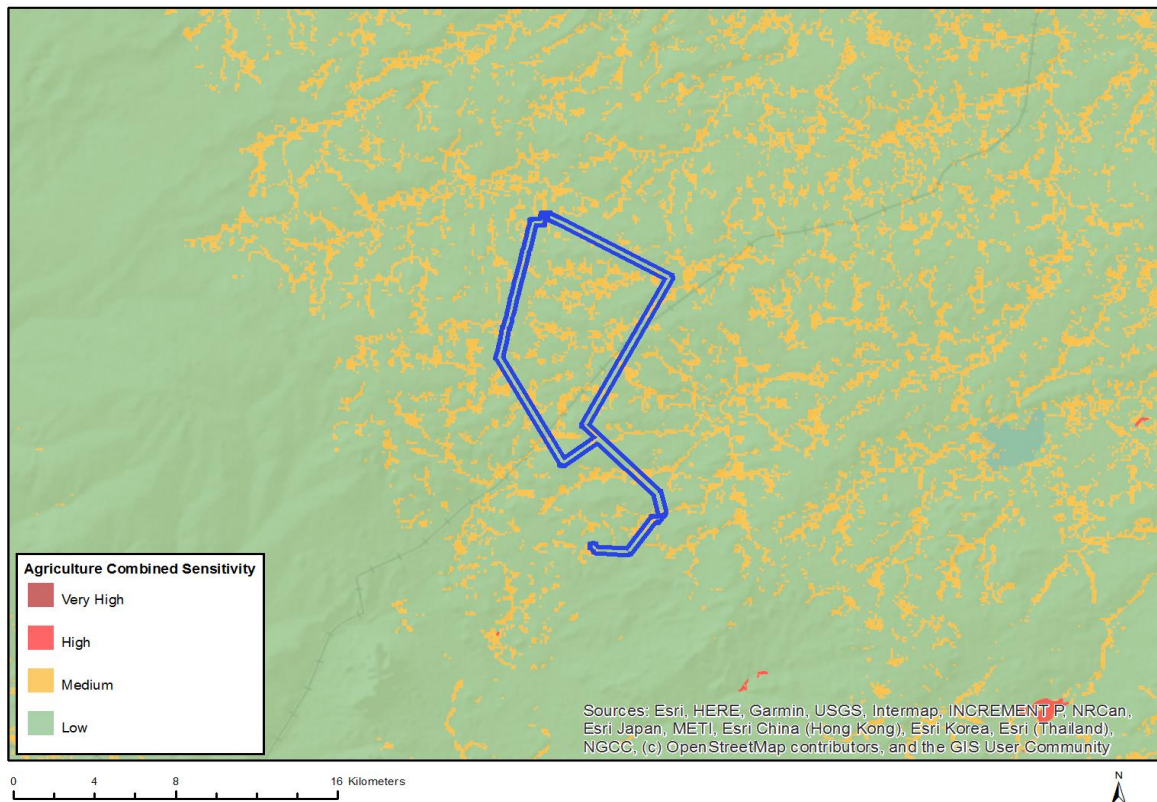 Agriculture Combined Sensitivity
Very High
High
Medium
Low
Sources: Esri, HERE, Garmin, USGS, Intermap, INCREMENT P, NRCan,
Esri Japan, METI, Esri China (Hong Kong), Esri Korea, Esri (Thailand),
NGCC, (c) OpenStreetMap contributors, and the GIS User Community
0 4 8 16 Kilometers
N